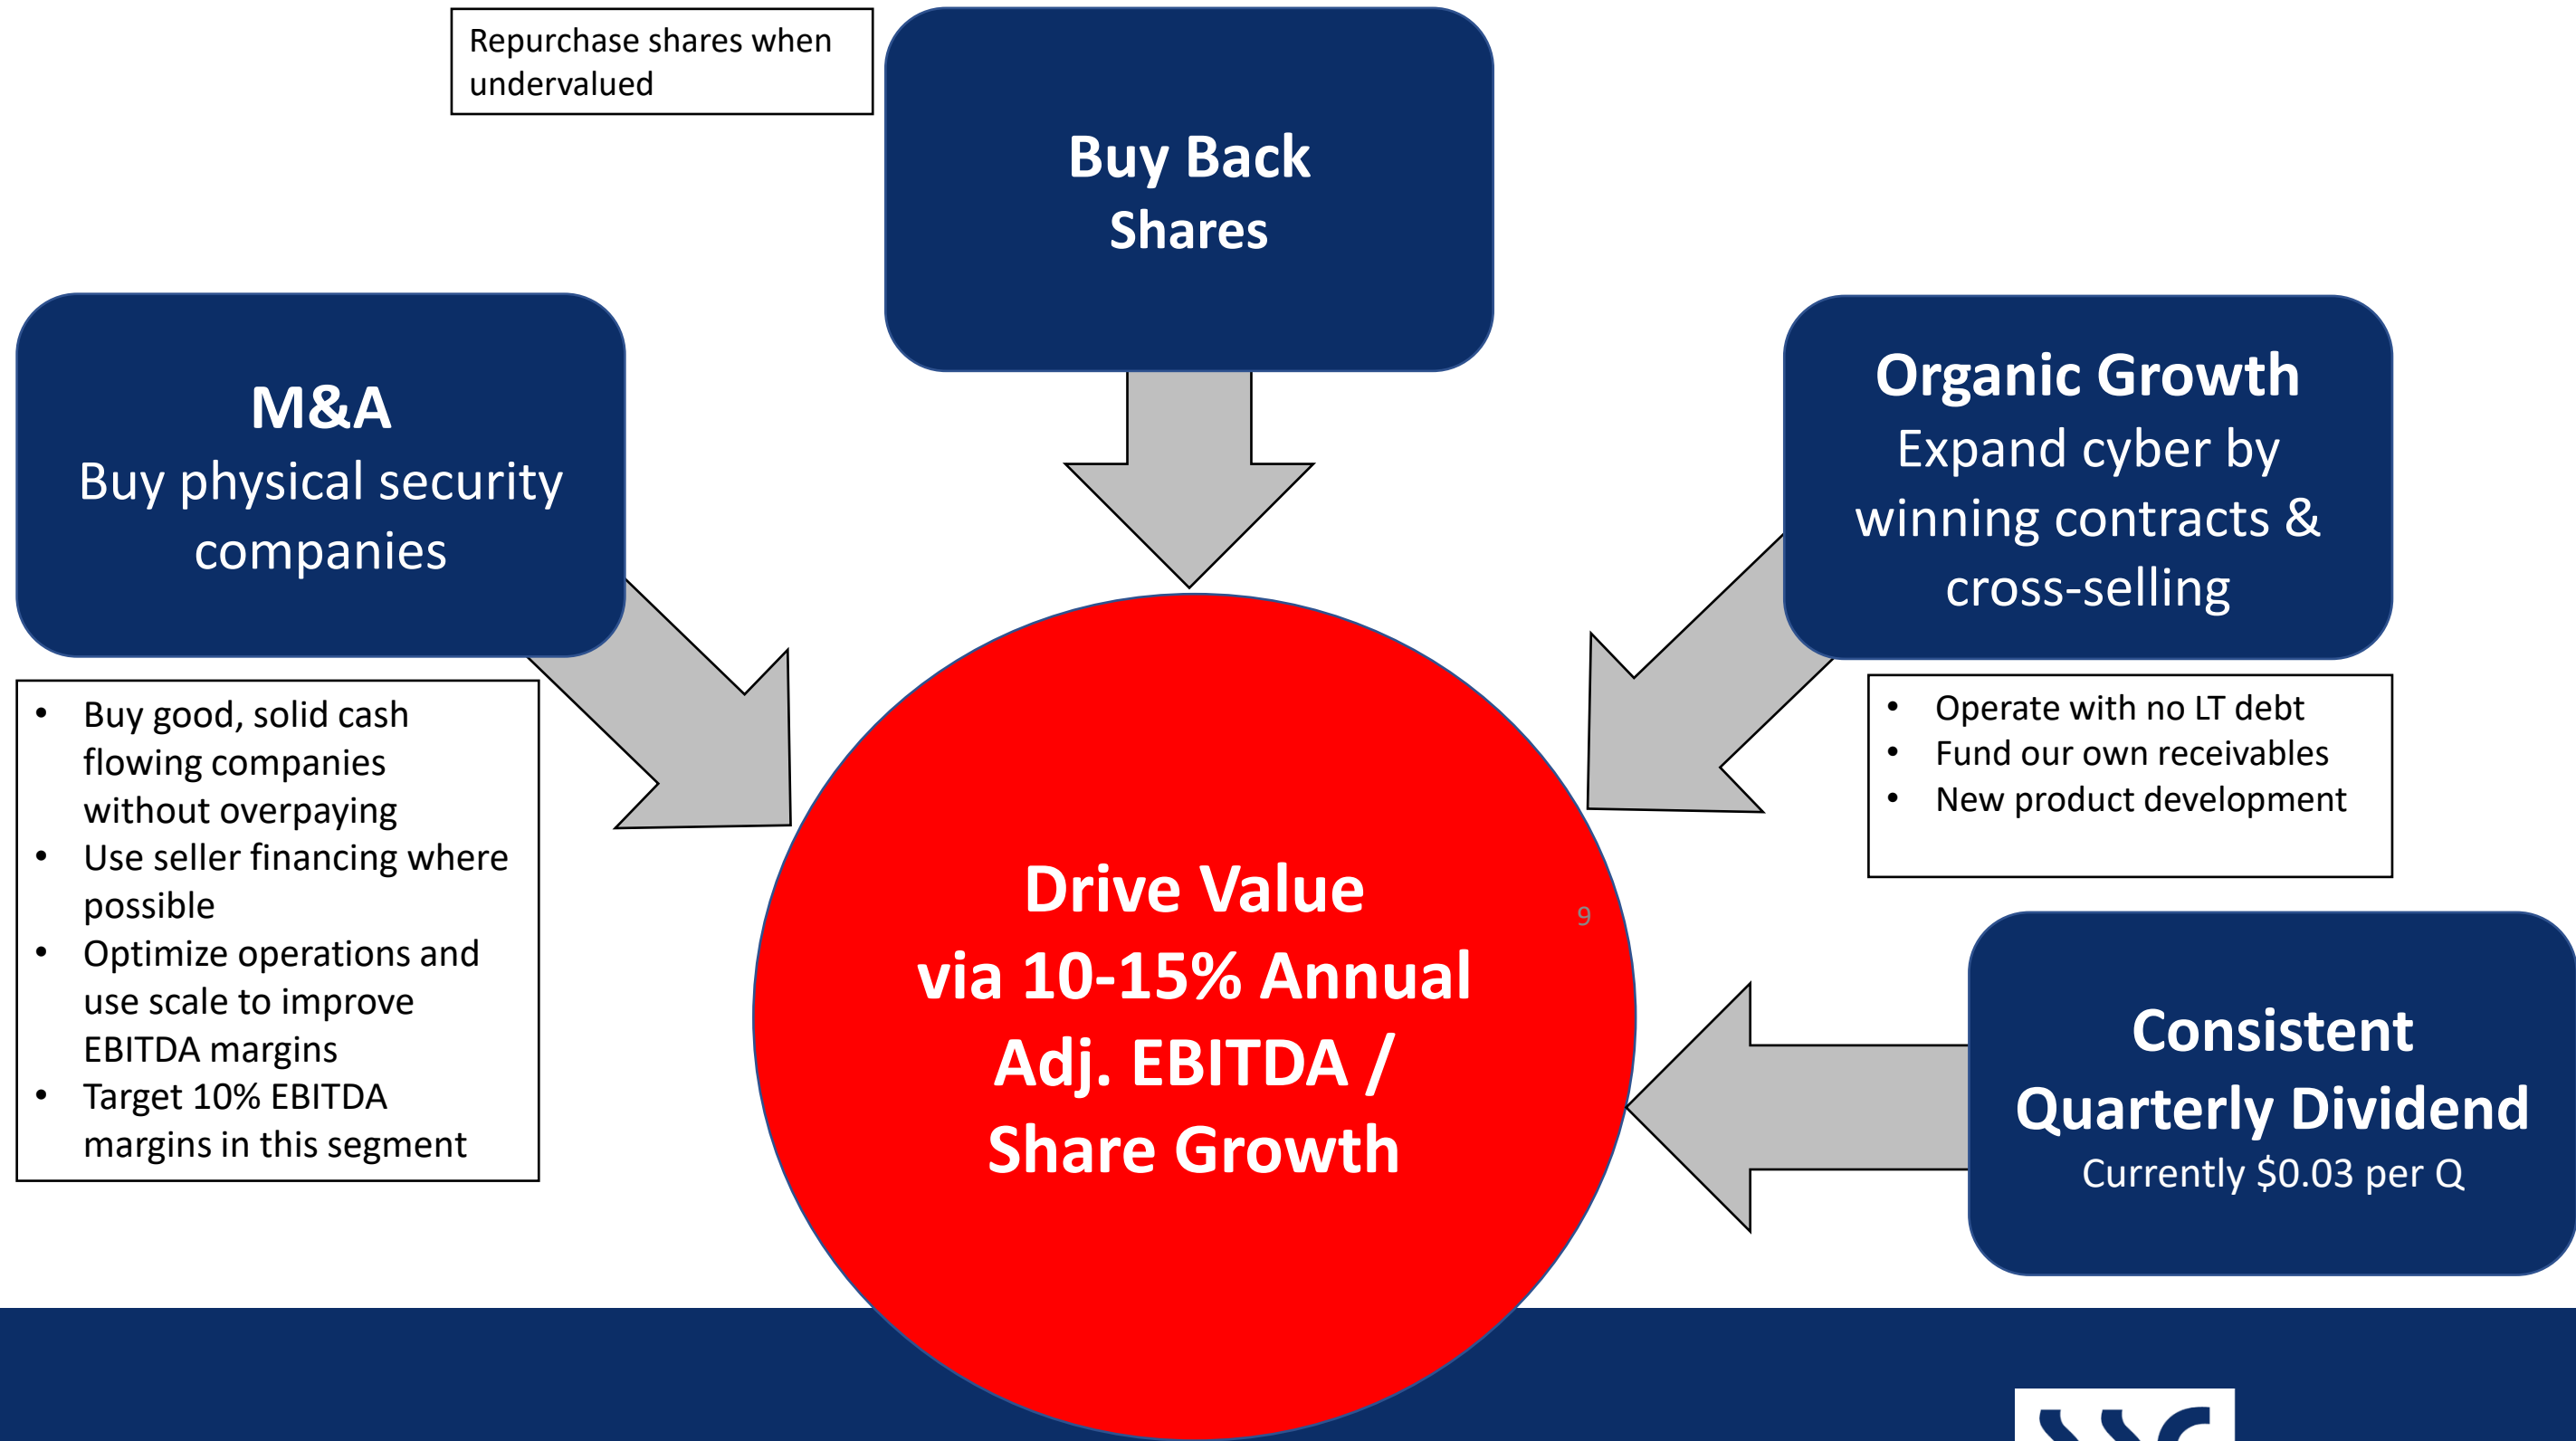 Repurchase shares when
undervalued
Buy Back
Shares
M&A
Buy physical security
companies
Organic Growth
Expand cyber by
winning contracts &
cross-selling
• Buy good, solid cash
flowing companies
without overpaying
• Use seller financing where
possible
• Optimize operations and
use scale to improve
EBITDA margins
• Target 10% EBITDA
margins in this segment
• Operate with no LT debt
• Fund our own receivables
• New product development
Drive Value
via 10-15% Annual
Adj. EBITDA /
Share Growth
9
Consistent
Quarterly Dividend
Currently $0.03 per Q